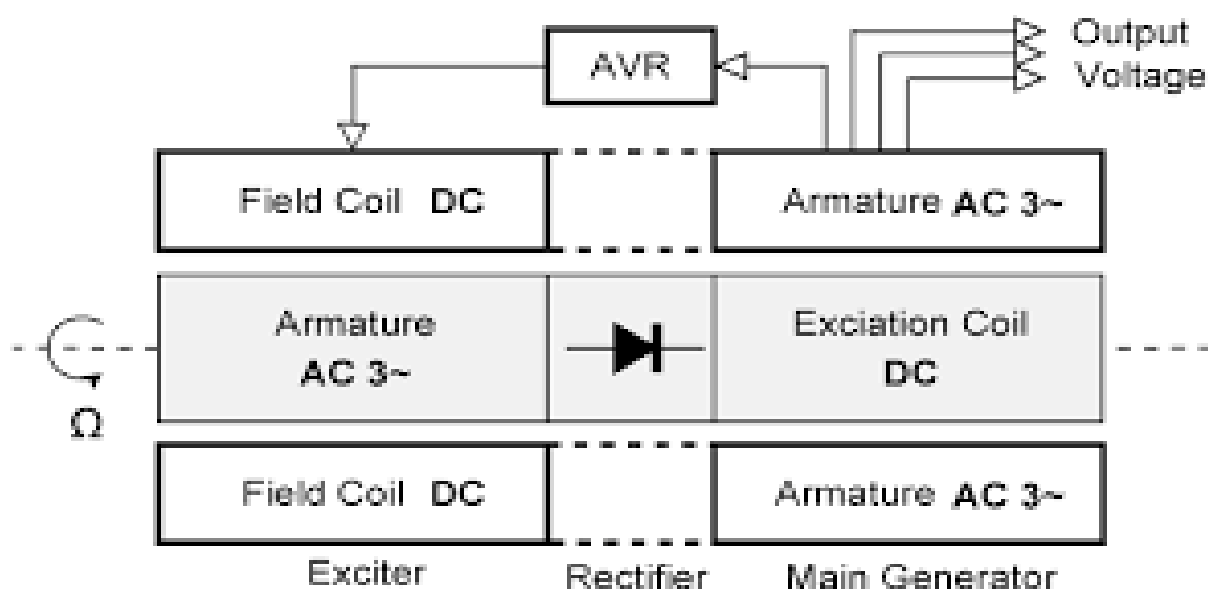 Output
AVR
Voltage
Field Coil DC
Armature AC 3~
Armature
AC 3~
Exciation Coil
DC
Ω
Field Coil DC
Armature AC 3~
Exciter
Rectifier
Main Generator